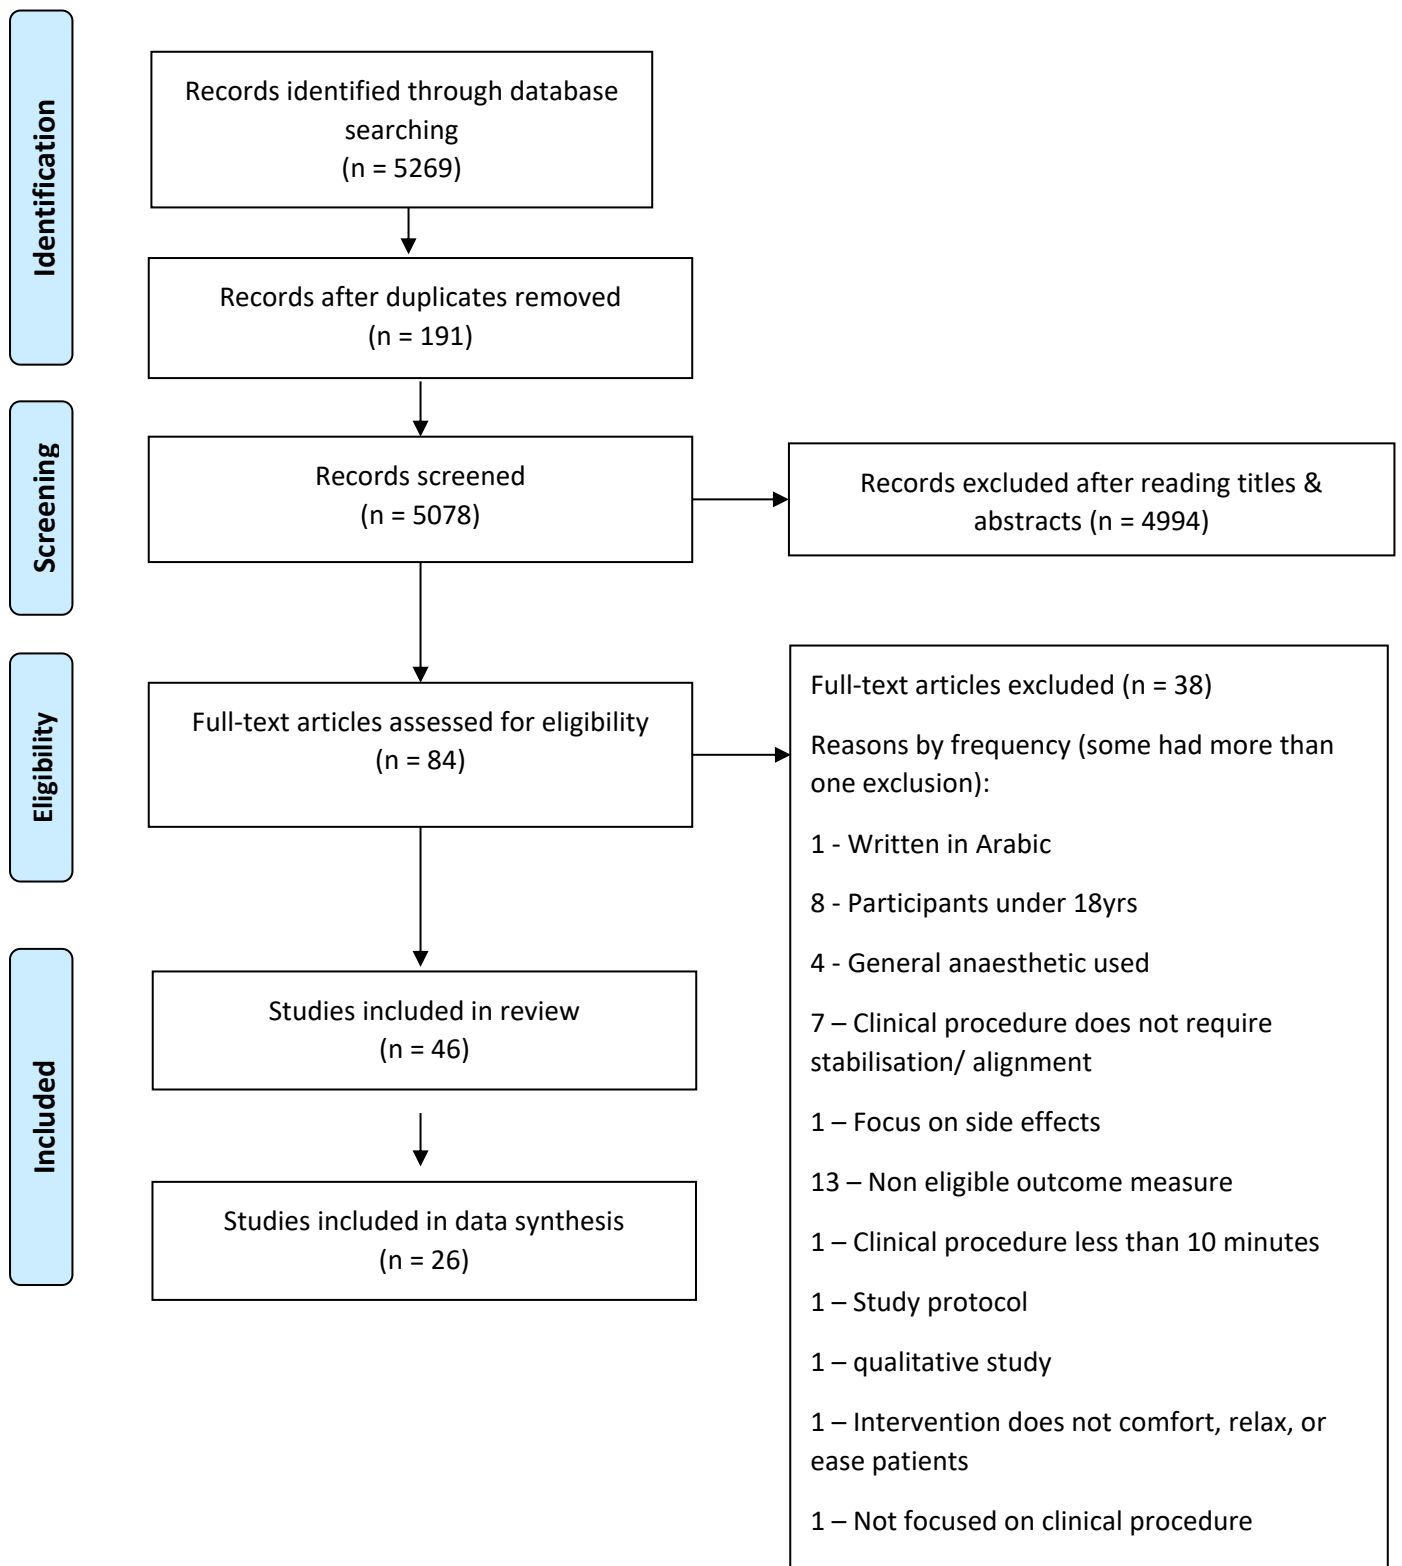 Identification
Records identified through database
searching
(n = 5269)
Records after duplicates removed
(n = 191)
Screening
Records screened
(n = 5078)
Records excluded after reading titles &
abstracts (n = 4994)
Eligibility
Full-text articles assessed for eligibility
(n = 84)
Full-text articles excluded (n = 38)
Reasons by frequency (some had more than
one exclusion):
1 - Written in Arabic
8 - Participants under 18yrs
4 - General anaesthetic used
7 – Clinical procedure does not require
stabilisation/ alignment
1 – Focus on side effects
13 – Non eligible outcome measure
1 – Clinical procedure less than 10 minutes
1 – Study protocol
1 – qualitative study
1 – Intervention does not comfort, relax, or
ease patients
1 – Not focused on clinical procedure
Included
Studies included in review
(n = 46)
Studies included in data synthesis
(n = 26)